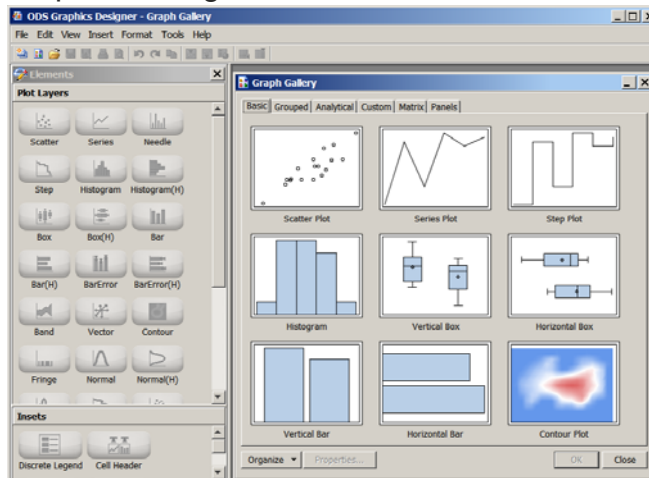 ODS Graphics Designer - Graph Gallery
File Edit View Insert Format Tools Help
Elements
Plot Layers
Scatter Series Needle
Step Histogram Histogram(H)
Box Box(H) Bar
Bar(H) BarError BarError(H)
Band Vector Contour
Fringe Normal Normal(H)
Insets
Discrete Legend Cell Header
Graph Gallery
Basic Grouped Analytical Custom Matrix Panels
Scatter Plot Series Plot Step Plot
Histogram Vertical Box Horizontal Box
Vertical Bar Horizontal Bar Contour Plot
Organize Properties... OK Close